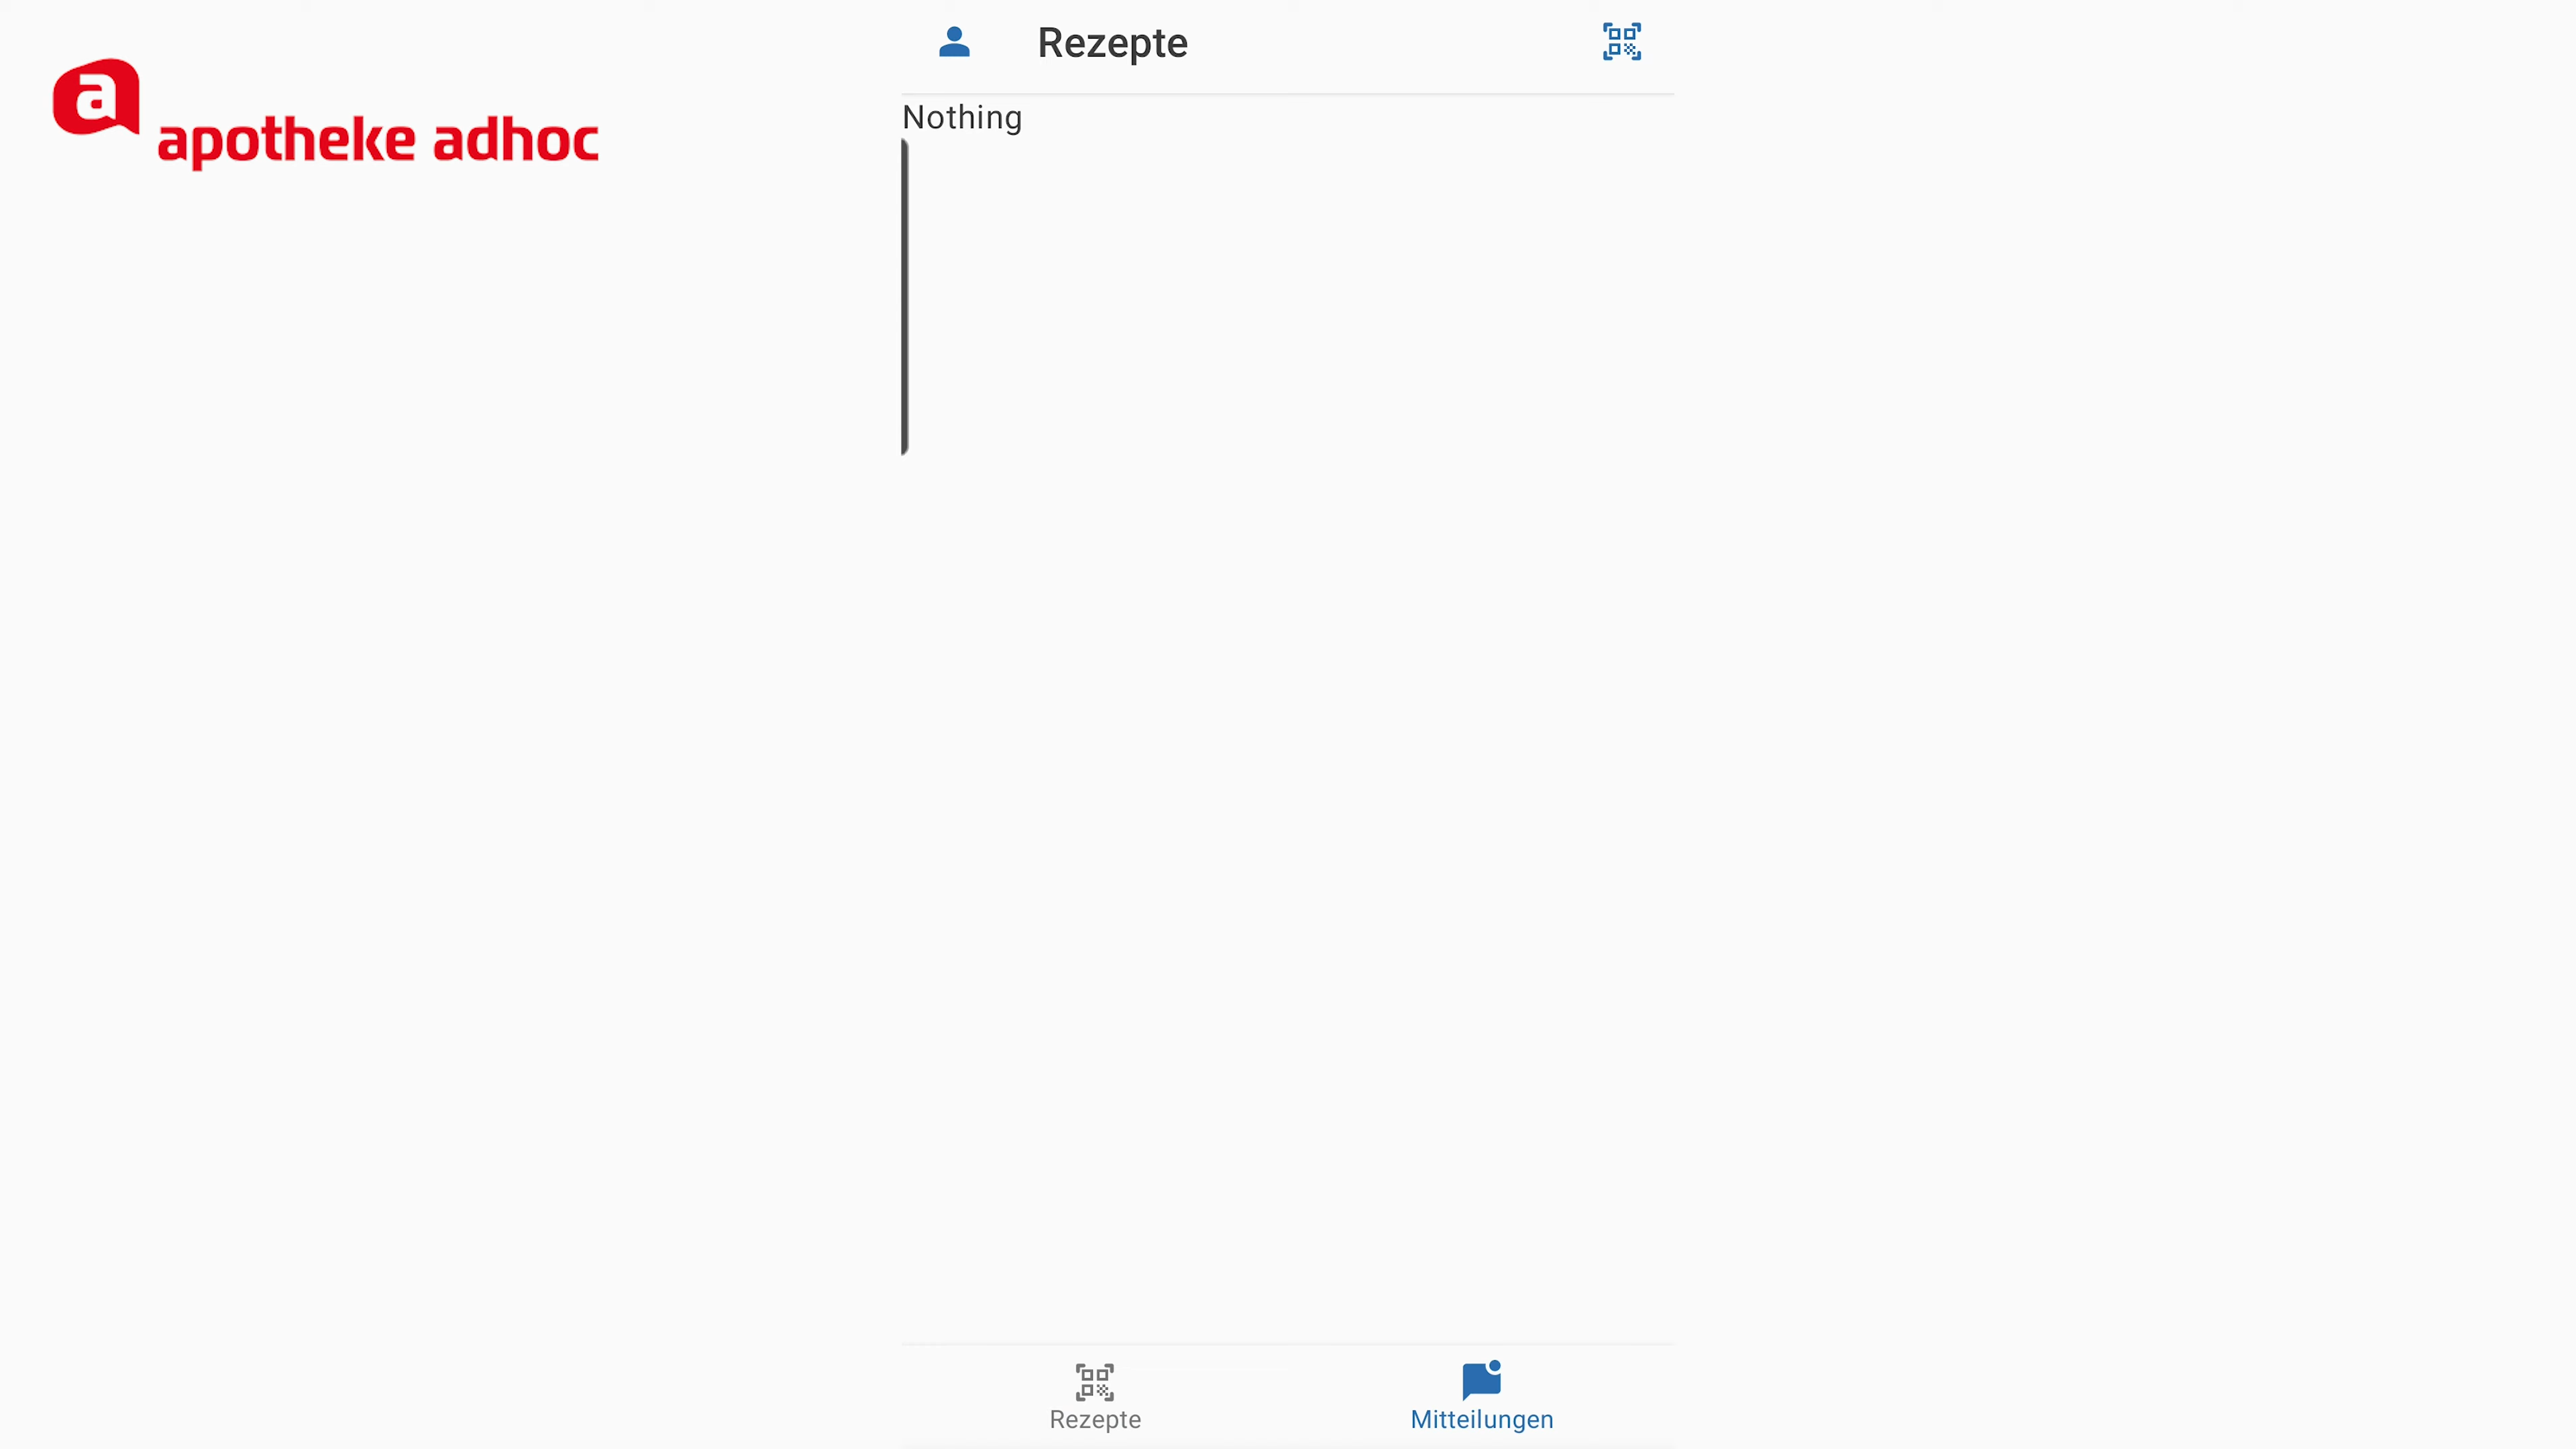 apotheke adhoc
Rezepte
Nothing
Rezepte
Mitteilungen